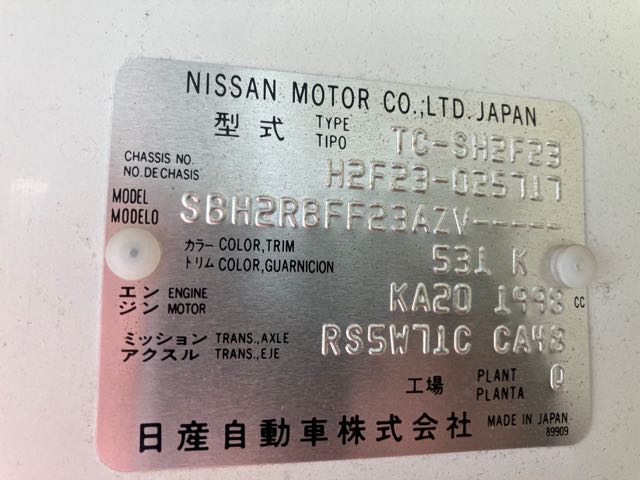 NISSAN MOTOR CO.,LTD. JAPAN
型式 TYPE TIPO TC-SH2F23
CHASSIS NO. NO. DE CHASIS H2F23-025717
MODEL MODELO SBH2RBFF23AZV-----
カラー COLOR, TRIM トリム COLOR, GUARNICION 531 K
エンジン ENGINE MOTOR KA20 1998 CC
ミッション TRANS., AXLE アクスル TRANS., EJE RS5W71C CA48
工場 PLANT PLANTA 0
日産自動車株式会社 MADE IN JAPAN
89909